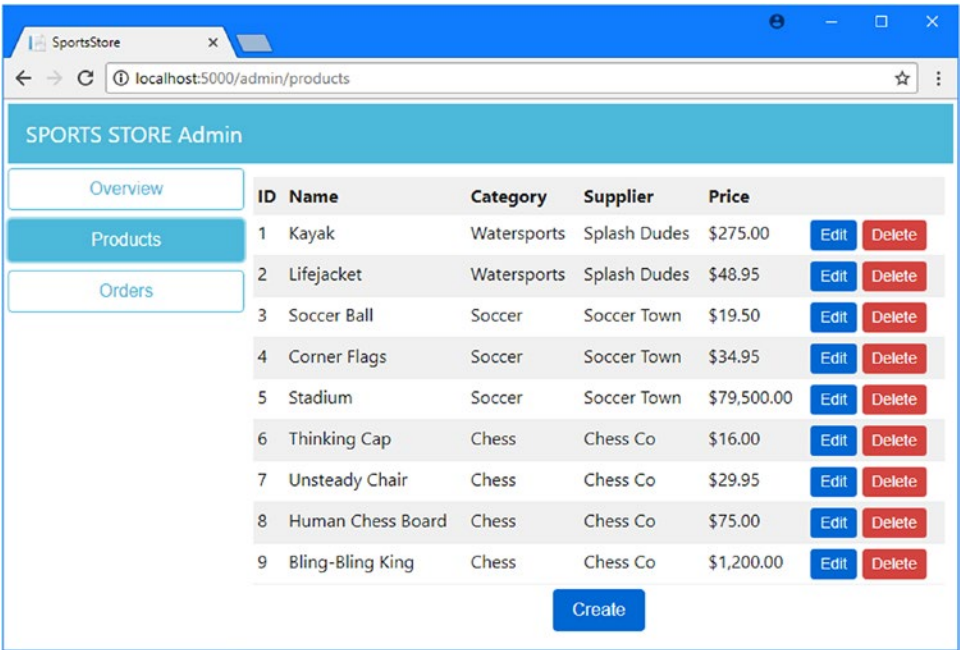 SportsStore
localhost:5000/admin/products
SPORTS STORE Admin
Overview
Products
Orders
ID Name Category Supplier Price
1 Kayak Watersports Splash Dudes $275.00 Edit Delete
2 Lifejacket Watersports Splash Dudes $48.95 Edit Delete
3 Soccer Ball Soccer Soccer Town $19.50 Edit Delete
4 Corner Flags Soccer Soccer Town $34.95 Edit Delete
5 Stadium Soccer Soccer Town $79,500.00 Edit Delete
6 Thinking Cap Chess Chess Co $16.00 Edit Delete
7 Unsteady Chair Chess Chess Co $29.95 Edit Delete
8 Human Chess Board Chess Chess Co $75.00 Edit Delete
9 Bling-Bling King Chess Chess Co $1,200.00 Edit Delete
Create